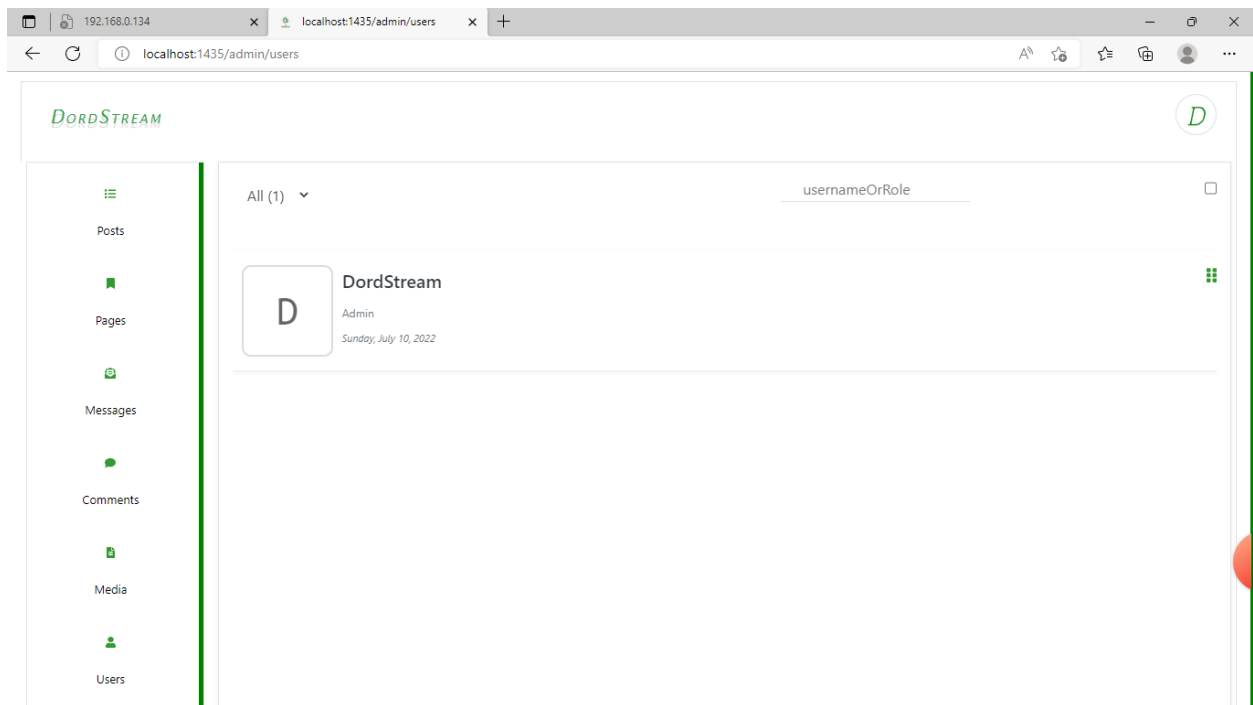 192.168.0.134
localhost:1435/admin/users
localhost:1435/admin/users
DORDSTREAM
D
Posts
Pages
Messages
Comments
Media
Users
All (1)
usernameOrRole
D
DordStream
Admin
Sunday, July 10, 2022